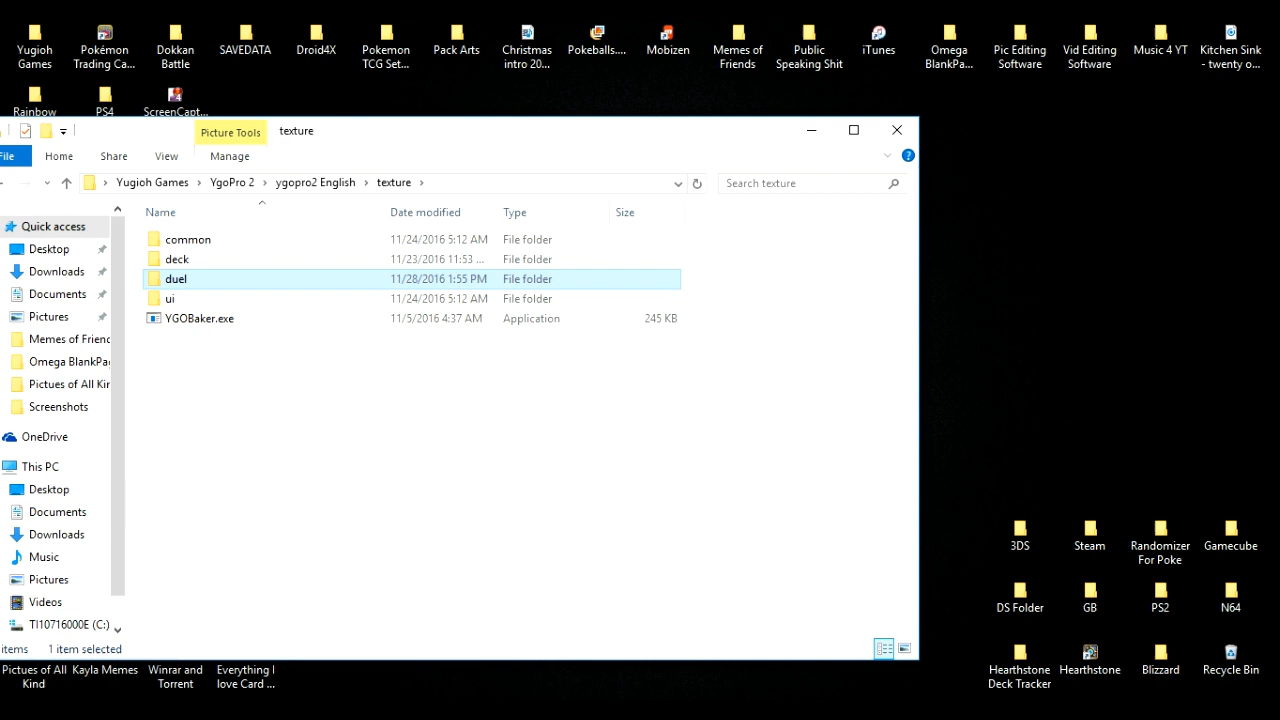 Yugioh Games
Pokémon Trading Ca...
Dokkan Battle
SAVEDATA
Droid4X
Pokemon TCG Set...
Pack Arts
Christmas intro 20...
Pokeballs....
Mobizen
Memes of Friends
Public Speaking Shit
iTunes
Omega BlankPa...
Pic Editing Software
Vid Editing Software
Music 4 YT
Kitchen Sink - twenty o...
Rainbow
PS4
ScreenCapt...
Picture Tools
texture
File
Home
Share
View
Manage
Yugioh Games
YgoPro 2
ygopro2 English
texture
Search texture
Name
Date modified
Type
Size
Quick access
Desktop
Downloads
Documents
Pictures
Memes of Frienc
Omega BlankPa
Pictues of All Kir
Screenshots
OneDrive
This PC
Desktop
Documents
Downloads
Music
Pictures
Videos
TI10716000E (C:)
common 11/24/2016 5:12 AM File folder
deck 11/23/2016 11:53 ... File folder
duel 11/28/2016 1:55 PM File folder
ui 11/24/2016 5:12 AM File folder
YGOBaker.exe 11/5/2016 4:37 AM Application 245 KB
items 1 item selected
3DS
Steam
Randomizer For Poke
Gamecube
DS Folder
GB
PS2
N64
Pictues of All Kind
Kayla Memes
Winrar and Torrent
Everything I love Card ...
Hearthstone Deck Tracker
Hearthstone
Blizzard
Recycle Bin